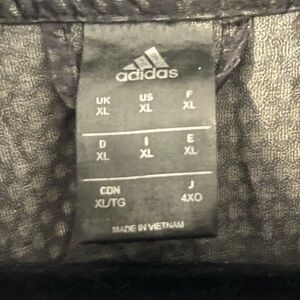 adidas
UK US F
XL XL XL
D I E
XL XL XL
CDN J
XL/TG 4XO
MADE IN VIETNAM